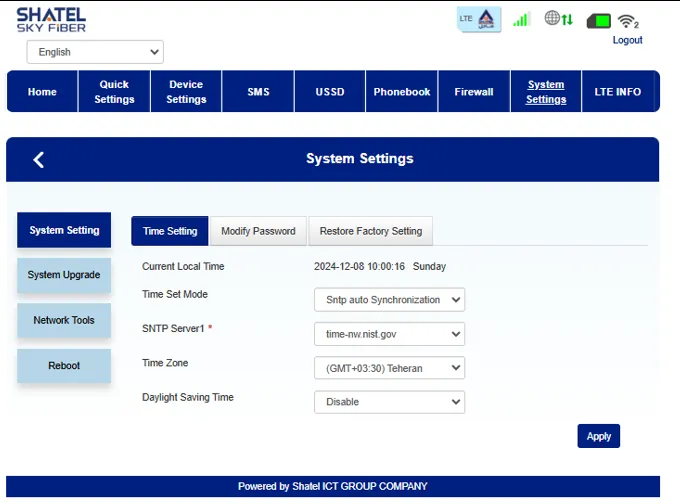 SHATEL
SKY FIBER
LTE
2
Logout
English
Home
Quick Settings
Device Settings
SMS
USSD
Phonebook
Firewall
System Settings
LTE INFO
System Settings
System Setting
System Upgrade
Network Tools
Reboot
Time Setting
Modify Password
Restore Factory Setting
Current Local Time 2024-12-08 10:00:16 Sunday
Time Set Mode Sntp auto Synchronization
SNTP Server1 * time-nw.nist.gov
Time Zone (GMT+03:30) Teheran
Daylight Saving Time Disable
Apply
Powered by Shatel ICT GROUP COMPANY